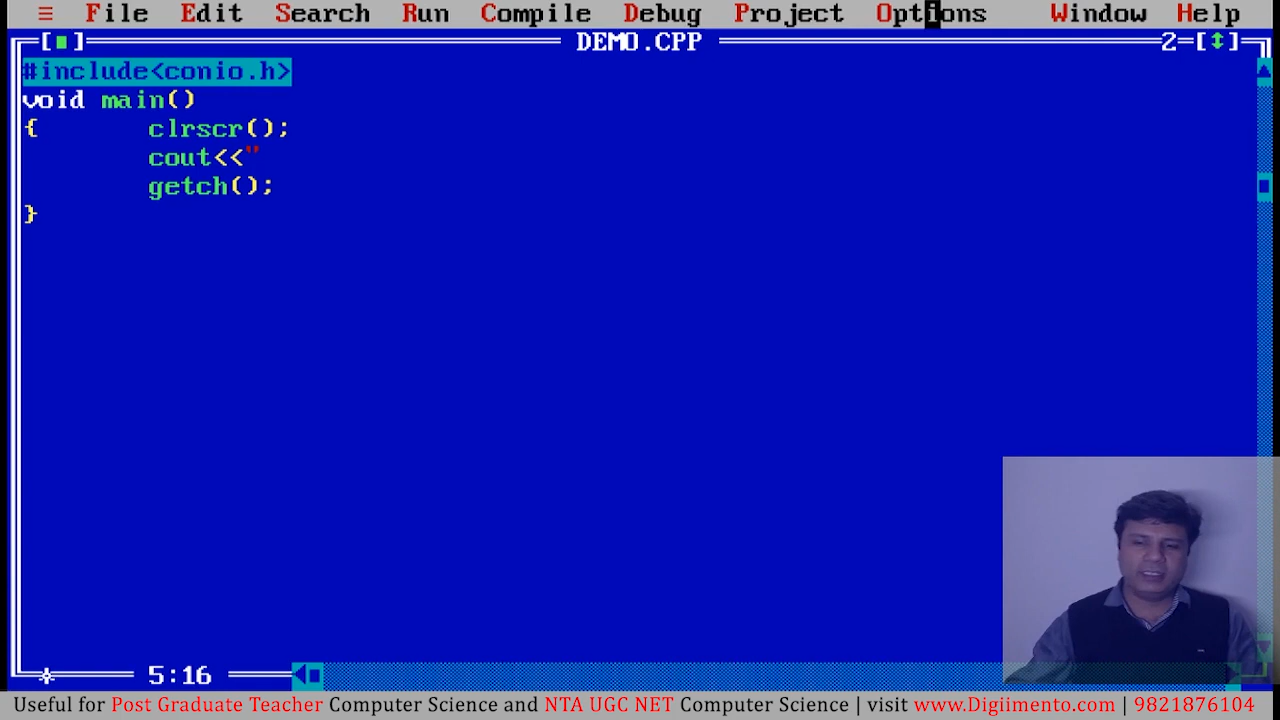 ≡ File Edit Search Run Compile Debug Project Options Window Help
[■] DEMO.CPP 2=[↕]
#include<conio.h>
void main()
{ clrscr();
cout<<"
getch();
}
5:16
Useful for Post Graduate Teacher Computer Science and NTA UGC NET Computer Science | visit www.Digiimento.com | 9821876104